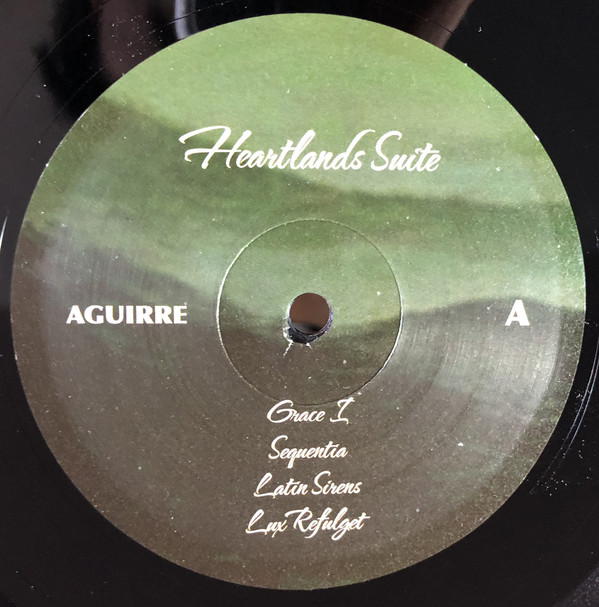 Heartlands Suite
AGUIRRE
A
Grace I
Sequentia
Latin Sirens
Lux Refulget